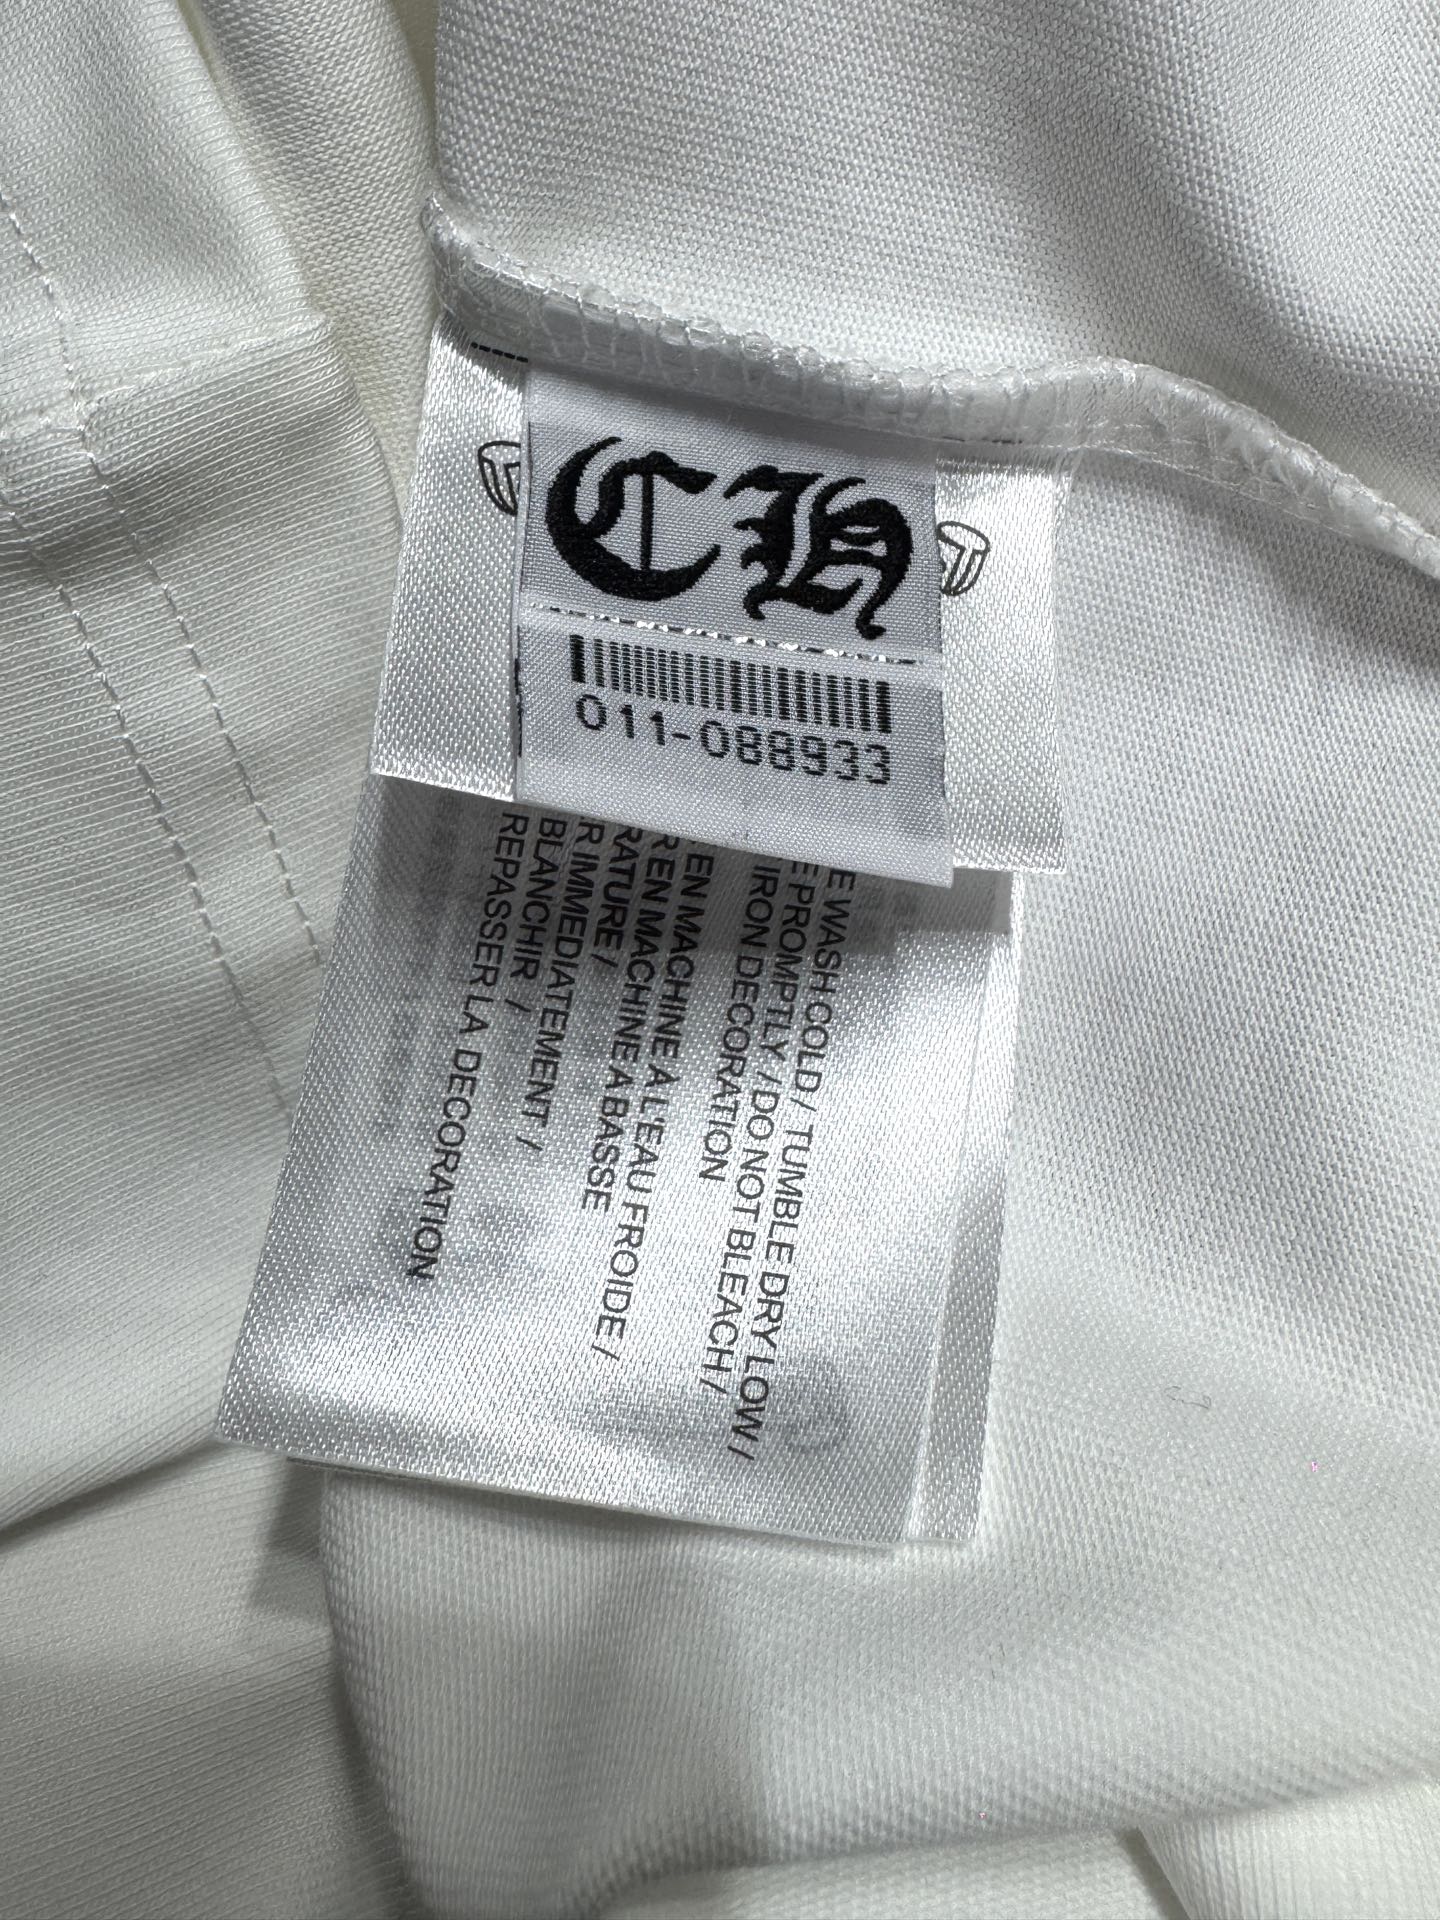 CH
011-088933
WASH COLD / TUMBLE DRY LOW /
PROMPTLY / DO NOT BLEACH /
IRON DECORATION
EN MACHINE A L'EAU FROIDE /
EN MACHINE A BASSE
RATURE /
IMMEDIATEMENT /
BLANCHIR /
REPASSER LA DECORATION